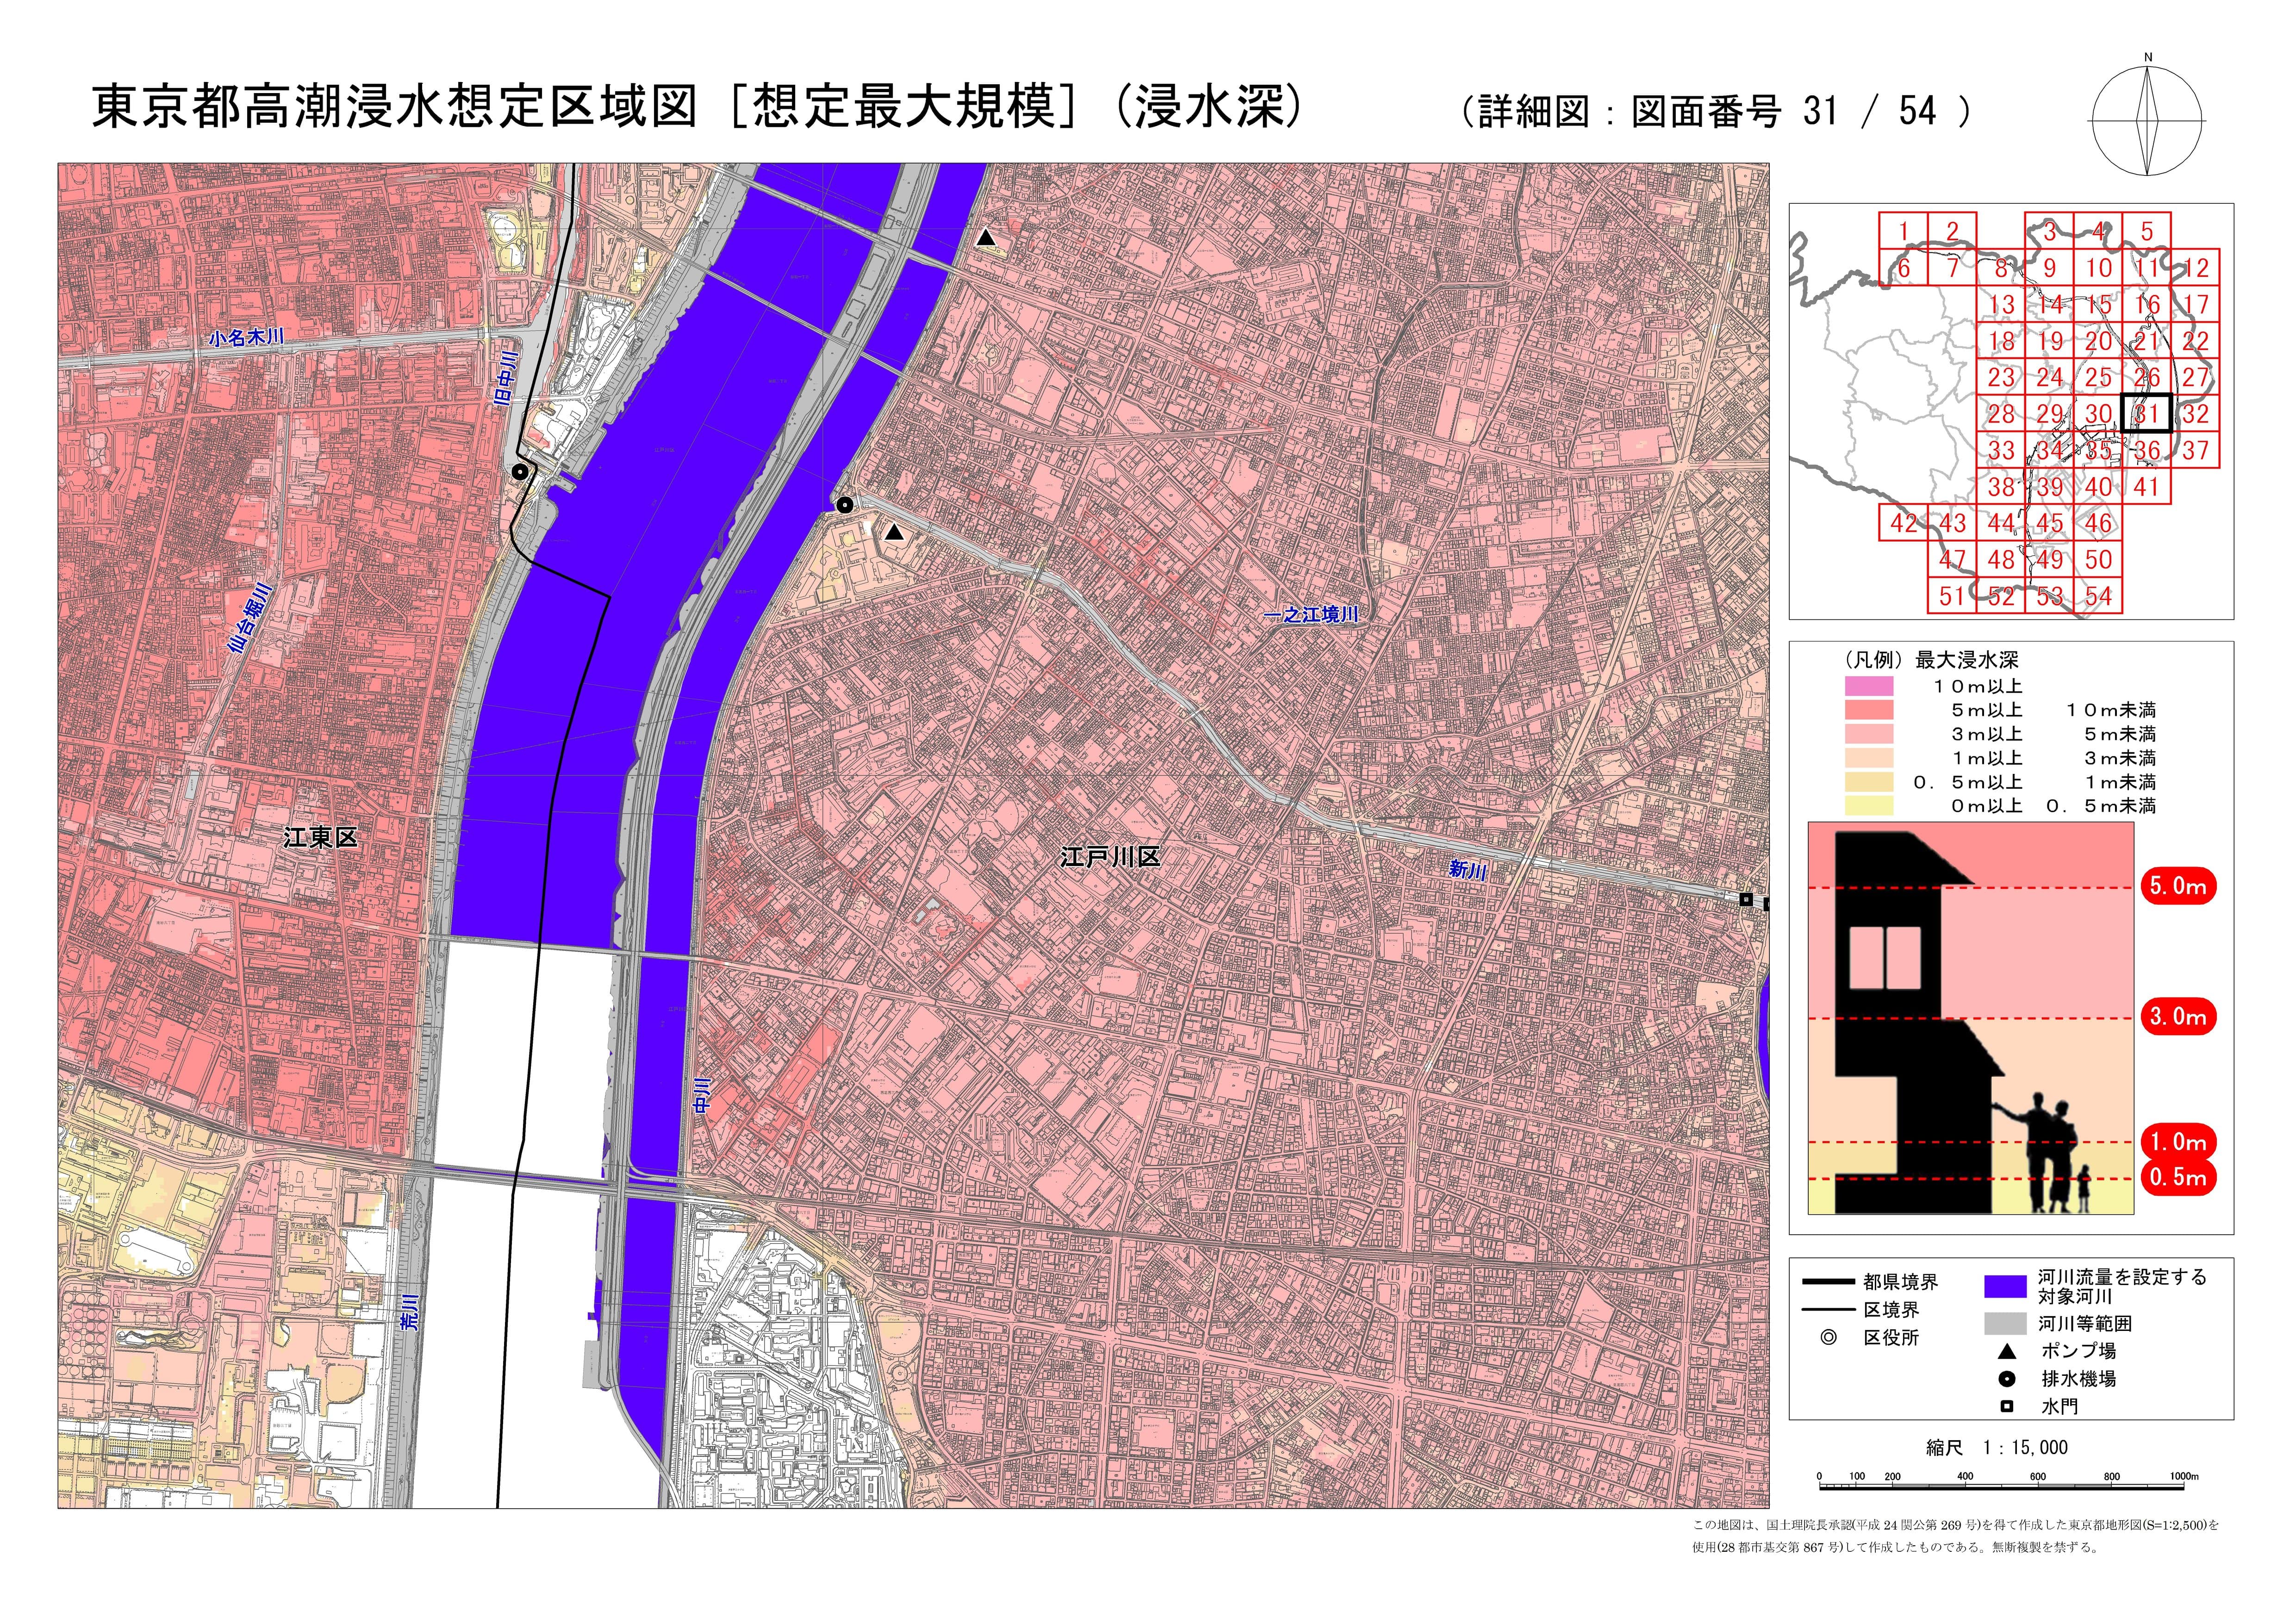 東京都高潮浸水想定区域図［想定最大規模］（浸水深）
（詳細図：図面番号 31 / 54 ）
N
小名木川
旧中川
仙台堀川
一之江境川
江東区
江戸川区
新川
中川
荒川
1 2 3 4 5
6 7 8 9 10 11 12
13 14 15 16 17
18 19 20 21 22
23 24 25 26 27
28 29 30 31 32
33 34 35 36 37
38 39 40 41
42 43 44 45 46
47 48 49 50
51 52 53 54
（凡例）最大浸水深
１０ｍ以上
５ｍ以上 １０ｍ未満
３ｍ以上 ５ｍ未満
１ｍ以上 ３ｍ未満
０．５ｍ以上 １ｍ未満
０ｍ以上 ０．５ｍ未満
5.0m
3.0m
1.0m
0.5m
都県境界
区境界
区役所
河川流量を設定する
対象河川
河川等範囲
ポンプ場
排水機場
水門
縮尺 1：15,000
0 100 200 400 600 800 1000m
この地図は、国土理院長承認(平成 24 関公第 269 号)を得て作成した東京都地形図(S=1:2,500)を
使用(28 都市基交第 867 号)して作成したものである。無断複製を禁ずる。